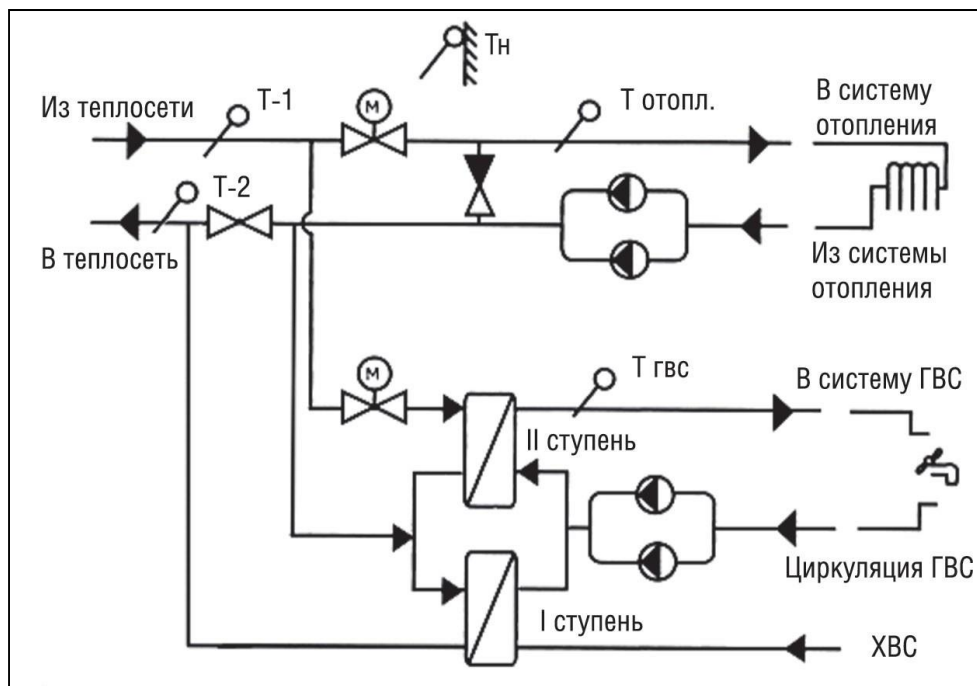 Тн
Из теплосети
Т-1
Т отопл.
В систему
отопления
М
Т-2
В теплосеть
Из системы
отопления
М
Т гвс
В систему ГВС
II ступень
Циркуляция ГВС
I ступень
ХВС